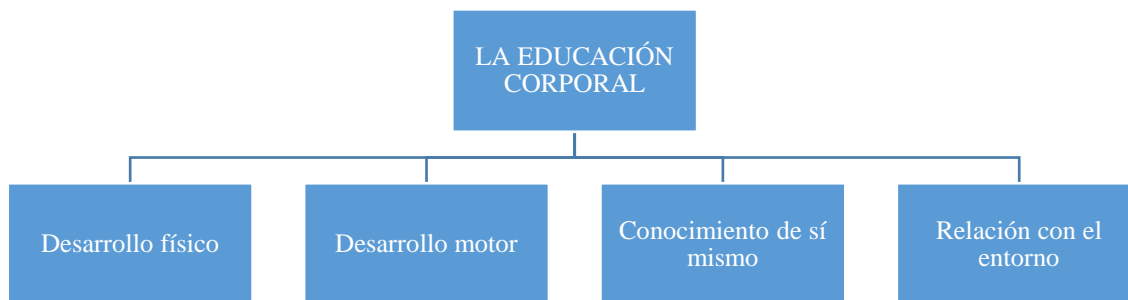 LA EDUCACIÓN
CORPORAL
Desarrollo físico
Desarrollo motor
Conocimiento de sí
mismo
Relación con el
entorno